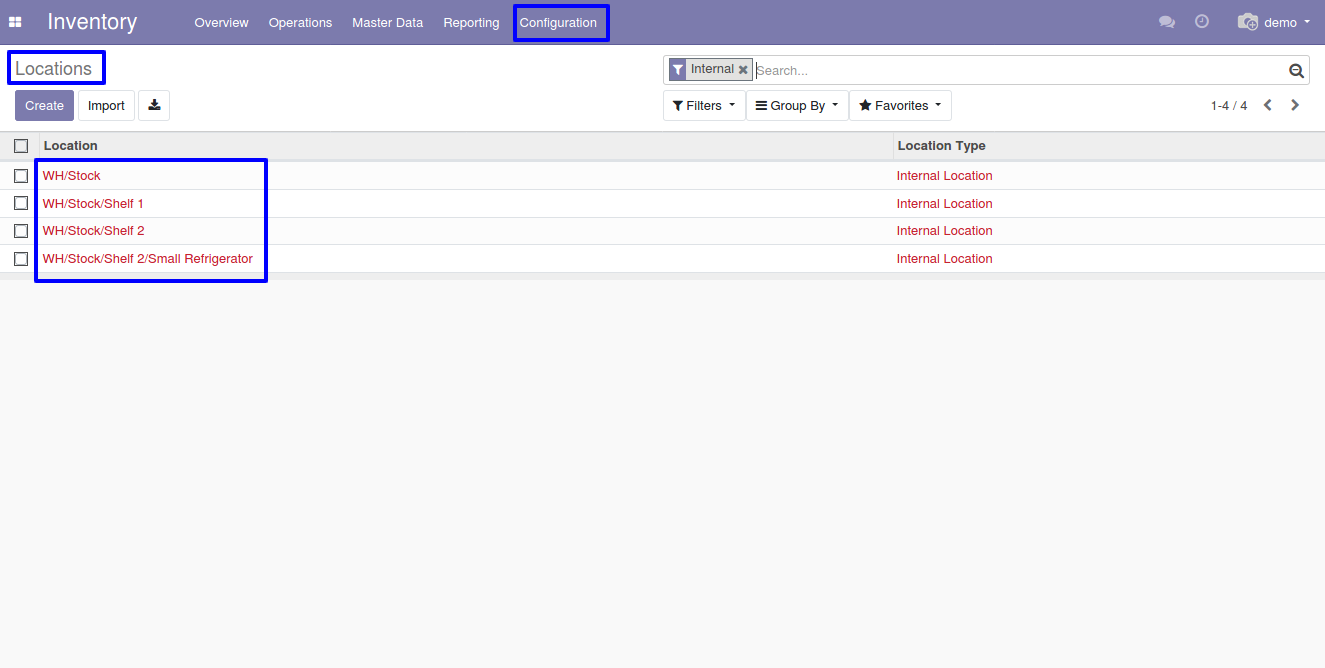 Inventory Overview Operations Master Data Reporting Configuration demo
Locations
Internal Search...
Create Import Filters Group By Favorites 1-4 / 4
Location Location Type
WH/Stock Internal Location
WH/Stock/Shelf 1 Internal Location
WH/Stock/Shelf 2 Internal Location
WH/Stock/Shelf 2/Small Refrigerator Internal Location